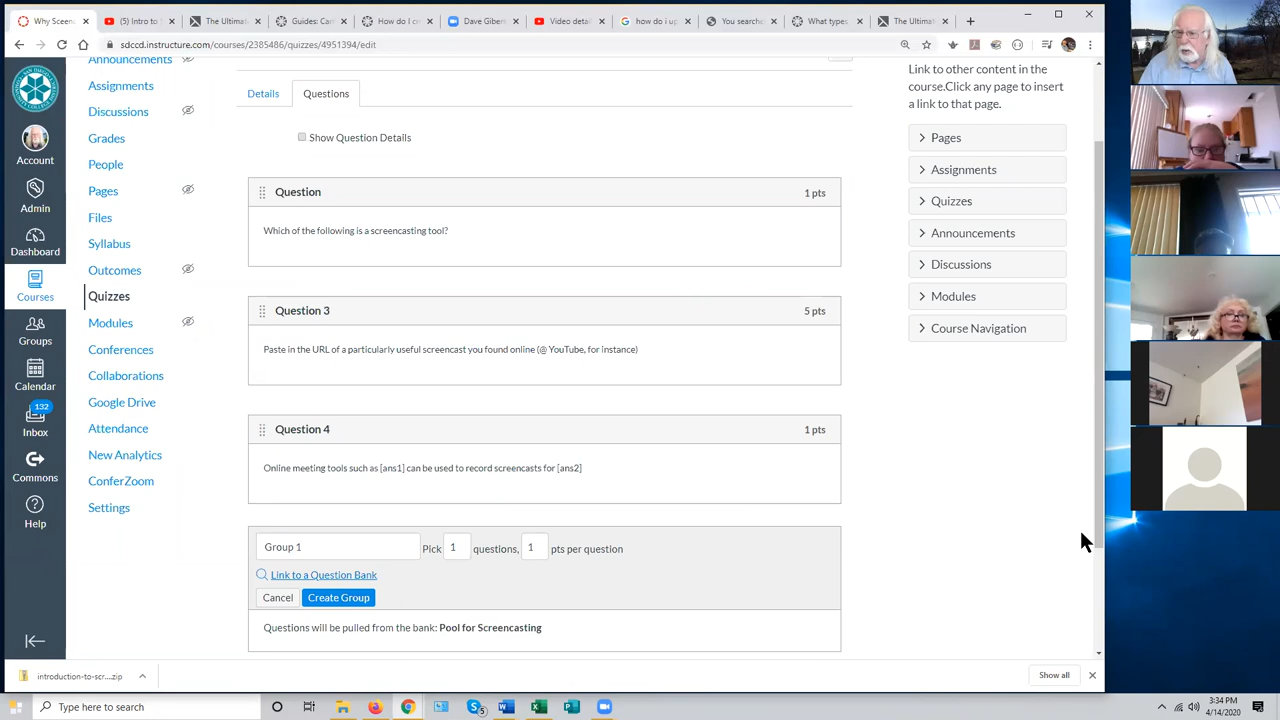 Why Scree
(5) Intro to S
The Ultimat
Guides: Can
How do I cr
Dave Giber
Video detail
how do i up
You searche
What types
The Ultimat
sdccd.instructure.com/courses/2385486/quizzes/4951394/edit
Account
Admin
Dashboard
Courses
Groups
Calendar
132
Inbox
Commons
Help
Announcements
Assignments
Discussions
Grades
People
Pages
Files
Syllabus
Outcomes
Quizzes
Modules
Conferences
Collaborations
Google Drive
Attendance
New Analytics
ConferZoom
Settings
Details
Questions
Show Question Details
Question 1 pts
Which of the following is a screencasting tool?
Question 3 5 pts
Paste in the URL of a particularly useful screencast you found online (@ YouTube, for instance)
Question 4 1 pts
Online meeting tools such as [ans1] can be used to record screencasts for [ans2]
Group 1 Pick 1 questions, 1 pts per question
Link to a Question Bank
Cancel Create Group
Questions will be pulled from the bank: Pool for Screencasting
Link to other content in the
course.Click any page to insert
a link to that page.
Pages
Assignments
Quizzes
Announcements
Discussions
Modules
Course Navigation
introduction-to-scr....zip
Show all
Type here to search
5
3:34 PM
4/14/2020